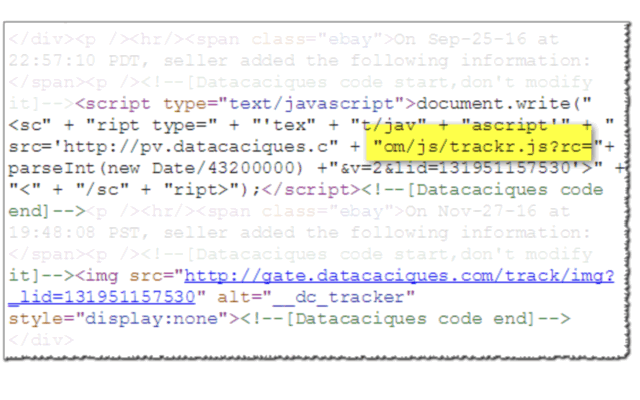 </div><p /><hr/><span class="ebay">On Sep-25-16 at
22:57:10 PDT, seller added the following information:
</span><p /><!--[Datacaciques code start,don't modify
it]--><script type="text/javascript">document.write("
<sc" + "ript type=" + "'tex" + "t/jav" + "ascript'" + "
src='http://pv.datacaciques.c" + "om/js/trackr.js?rc="+
parseInt(new Date/43200000) +"&v=2&lid=131951157530'>" +
"<" + "/sc" + "ript>");</script><!--[Datacaciques code
end]--><p /><hr/><span class="ebay">On Nov-27-16 at
19:48:08 PST, seller added the following information:
</span><p /><!--[Datacaciques code start,don't modify
it]--><img src="http://gate.datacaciques.com/track/img?
_lid=131951157530" alt="__dc_tracker"
style="display:none"><!--[Datacaciques code end]-->
</div>